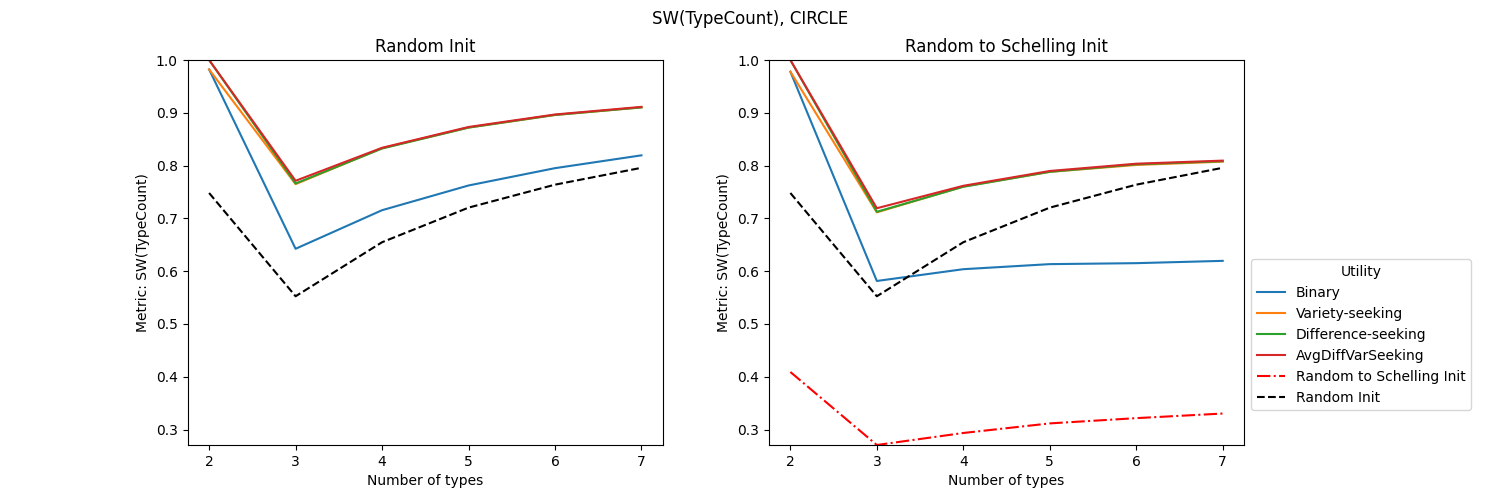 SW(TypeCount), CIRCLE
Random Init
Metric: SW(TypeCount)
1.0
0.9
0.8
0.7
0.6
0.5
0.4
0.3
2 3 4 5 6 7
Number of types
Random to Schelling Init
Metric: SW(TypeCount)
1.0
0.9
0.8
0.7
0.6
0.5
0.4
0.3
2 3 4 5 6 7
Number of types
Utility
Binary
Variety-seeking
Difference-seeking
AvgDiffVarSeeking
Random to Schelling Init
Random Init